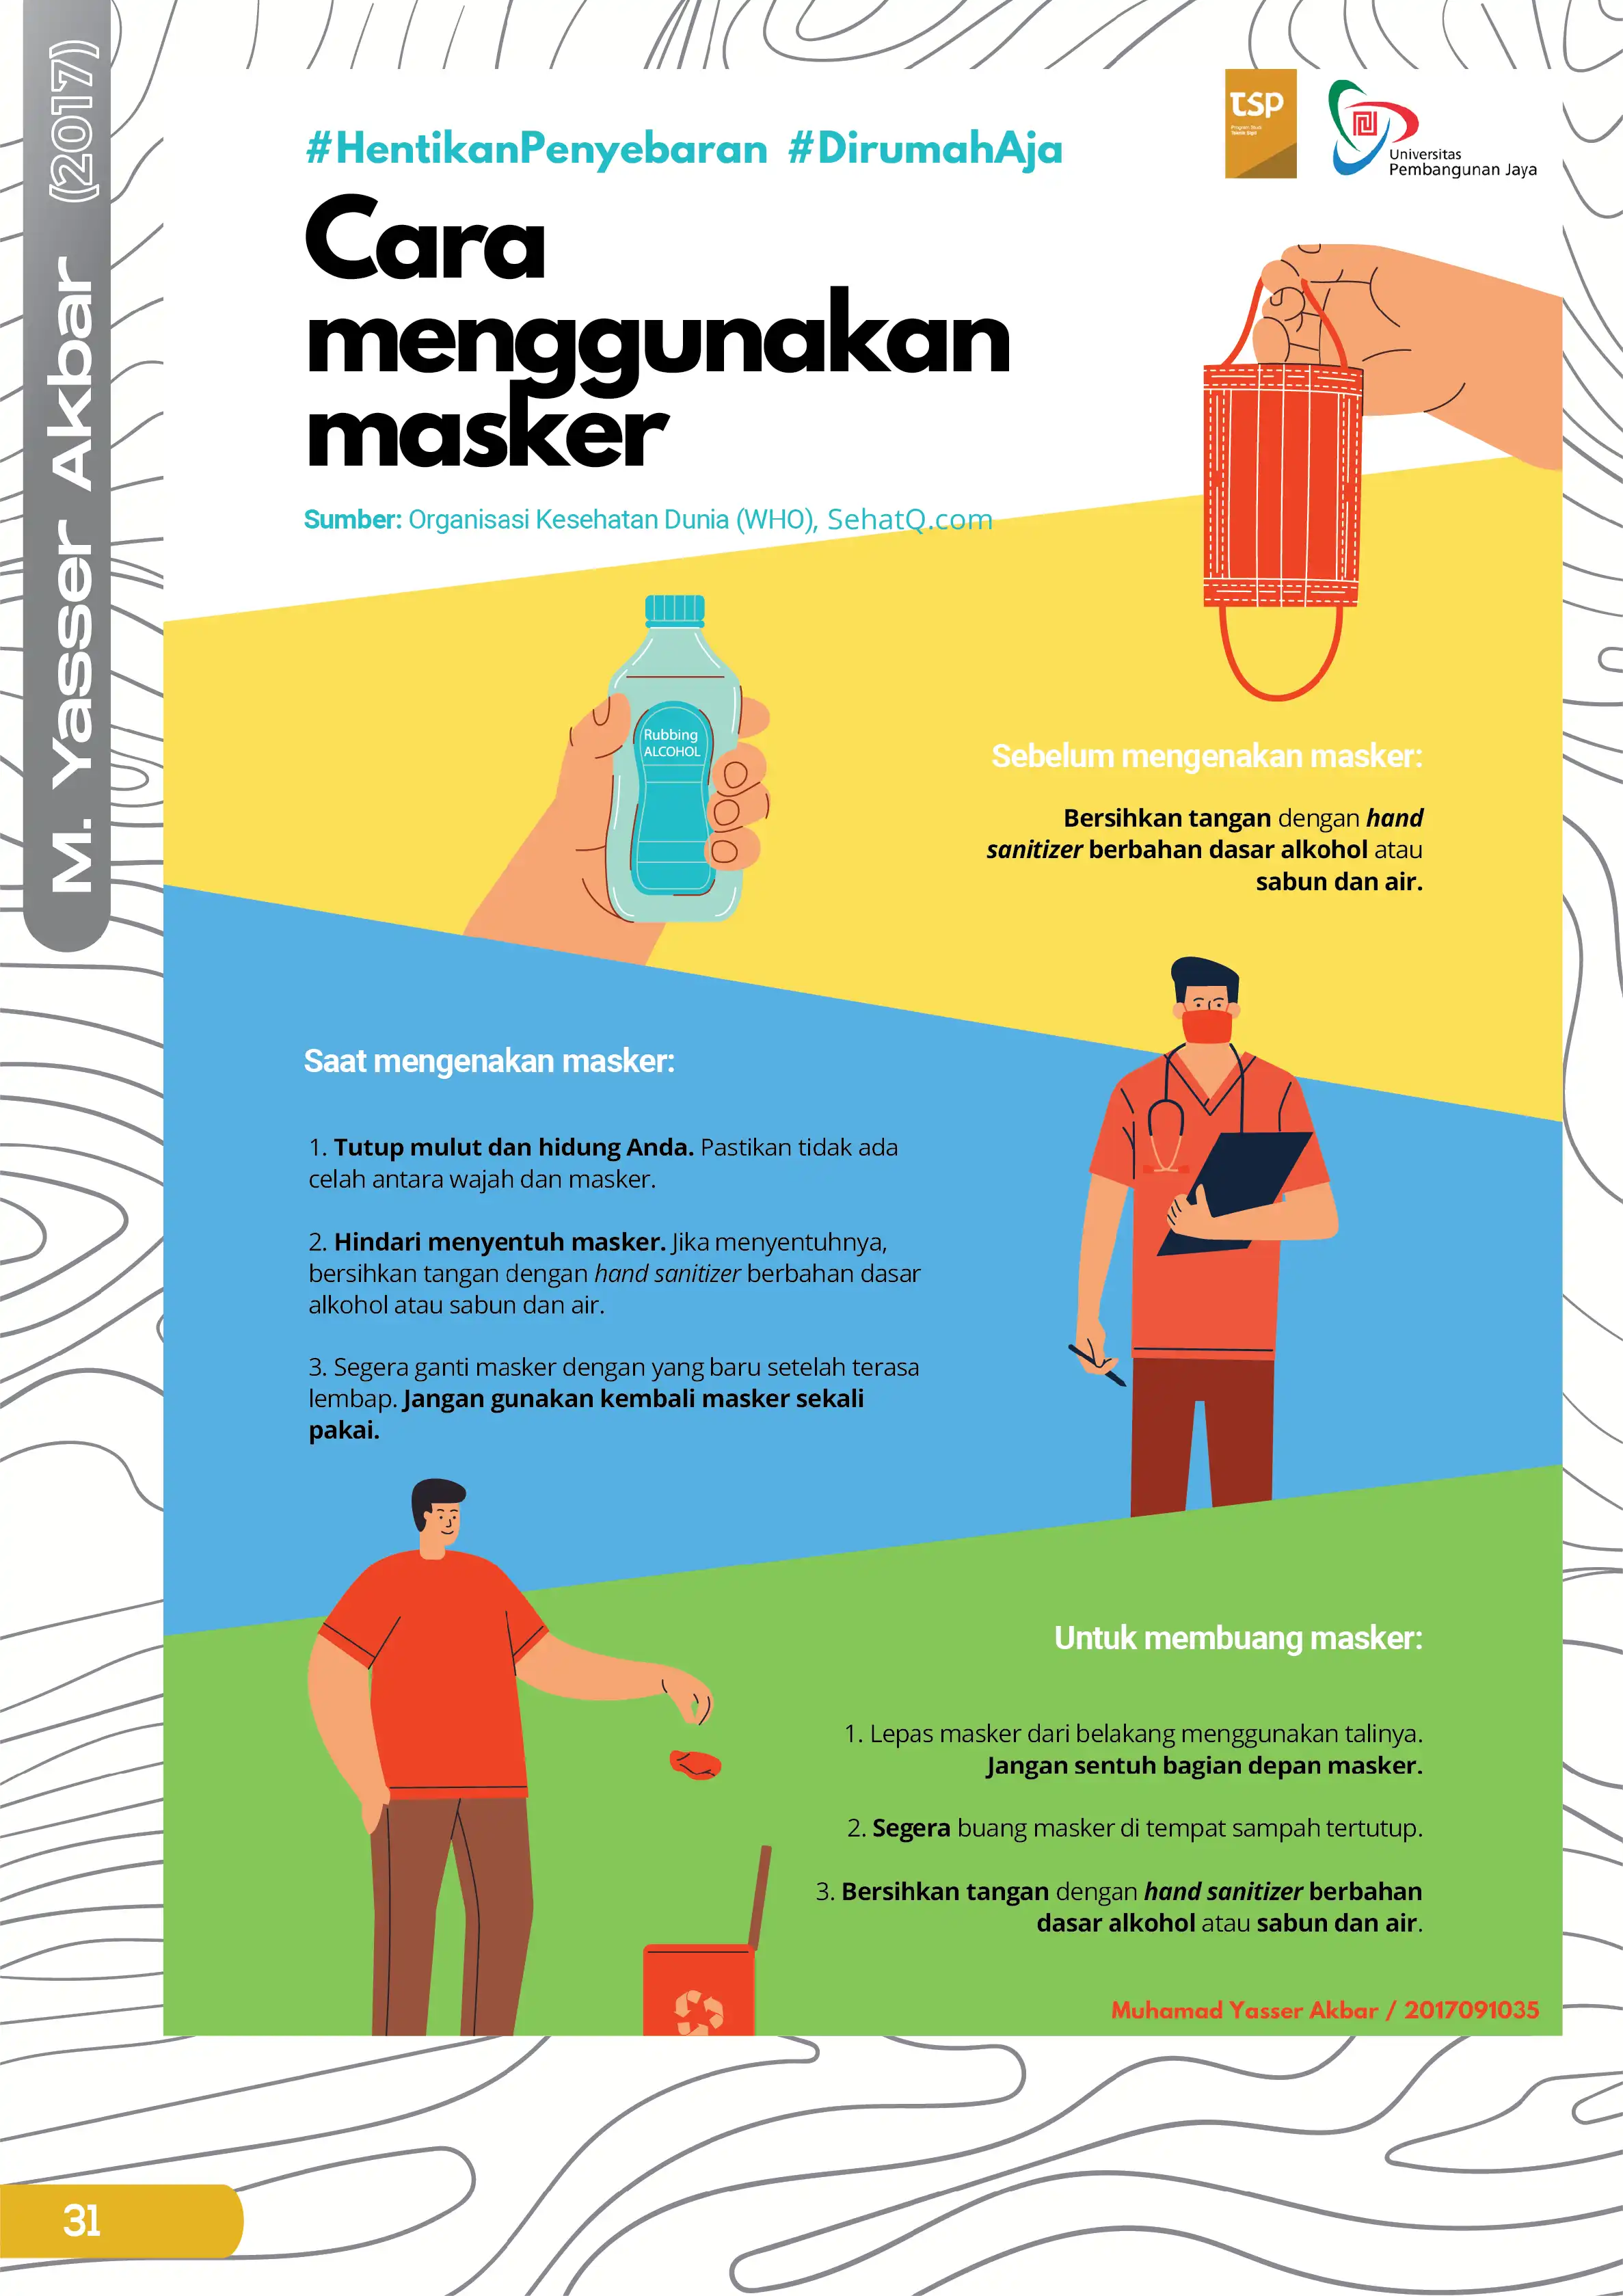 M. Yasser Akbar (2017)
#HentikanPenyebaran #DirumahAja
tsp
Program Studi
Teknik Sipil
Universitas
Pembangunan Jaya
Cara
menggunakan
masker
Sumber: Organisasi Kesehatan Dunia (WHO), SehatQ.com
Rubbing
ALCOHOL
Sebelum mengenakan masker:
Bersihkan tangan dengan hand
sanitizer berbahan dasar alkohol atau
sabun dan air.
Saat mengenakan masker:
1. Tutup mulut dan hidung Anda. Pastikan tidak ada
celah antara wajah dan masker.
2. Hindari menyentuh masker. Jika menyentuhnya,
bersihkan tangan dengan hand sanitizer berbahan dasar
alkohol atau sabun dan air.
3. Segera ganti masker dengan yang baru setelah terasa
lembap. Jangan gunakan kembali masker sekali
pakai.
Untuk membuang masker:
1. Lepas masker dari belakang menggunakan talinya.
Jangan sentuh bagian depan masker.
2. Segera buang masker di tempat sampah tertutup.
3. Bersihkan tangan dengan hand sanitizer berbahan
dasar alkohol atau sabun dan air.
Muhamad Yasser Akbar / 2017091035
31